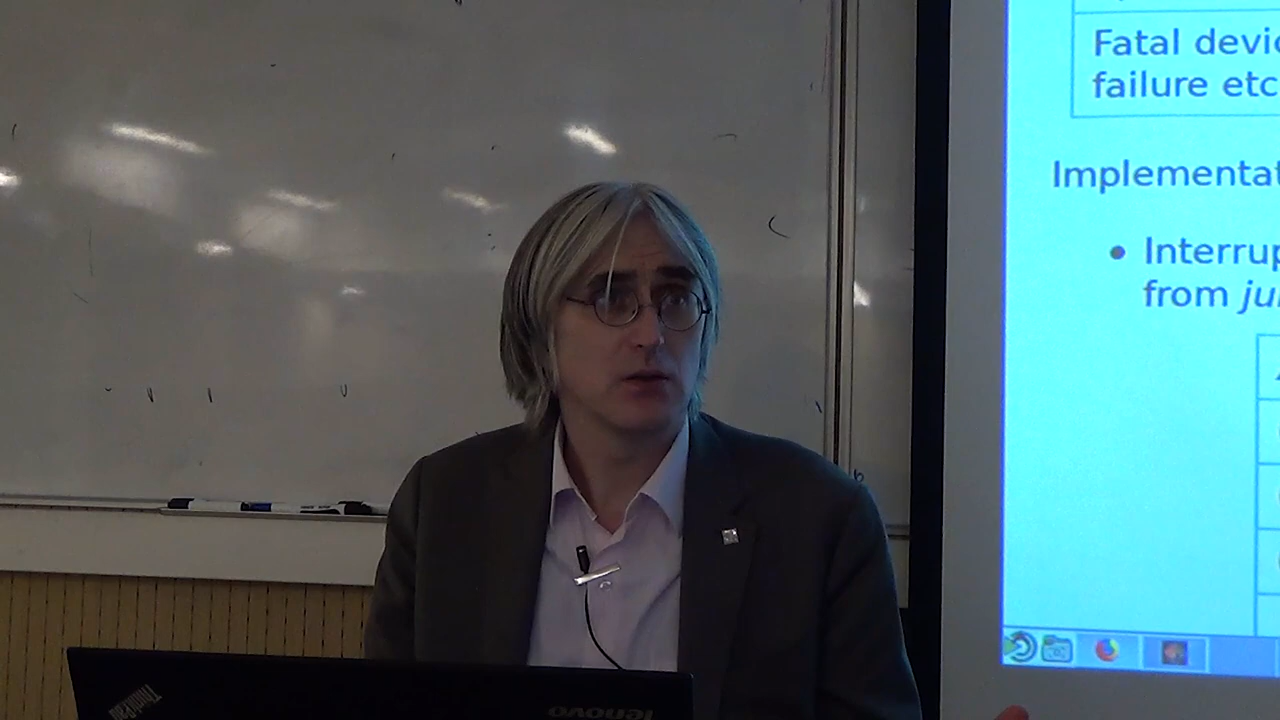 Fatal devic
failure etc
Implementat
Interrup
from ju
ThinkPad
lenovo